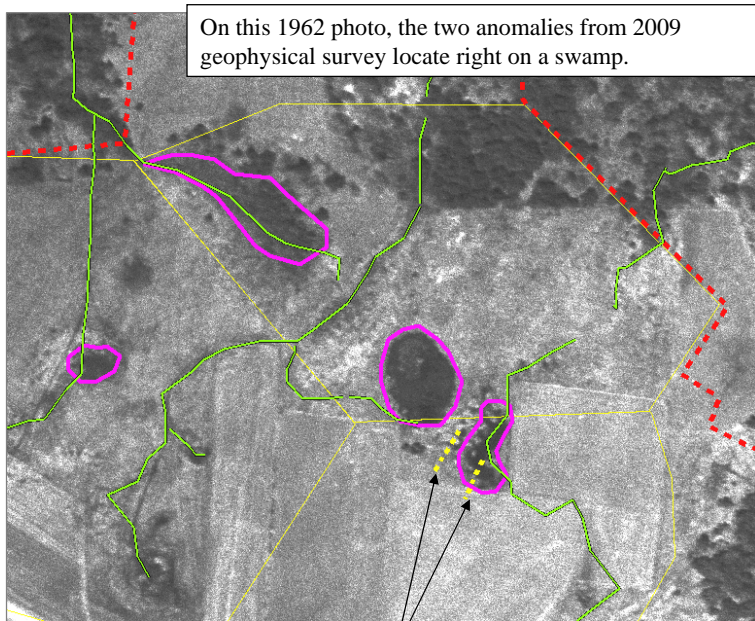 On this 1962 photo, the two anomalies from 2009
geophysical survey locate right on a swamp.